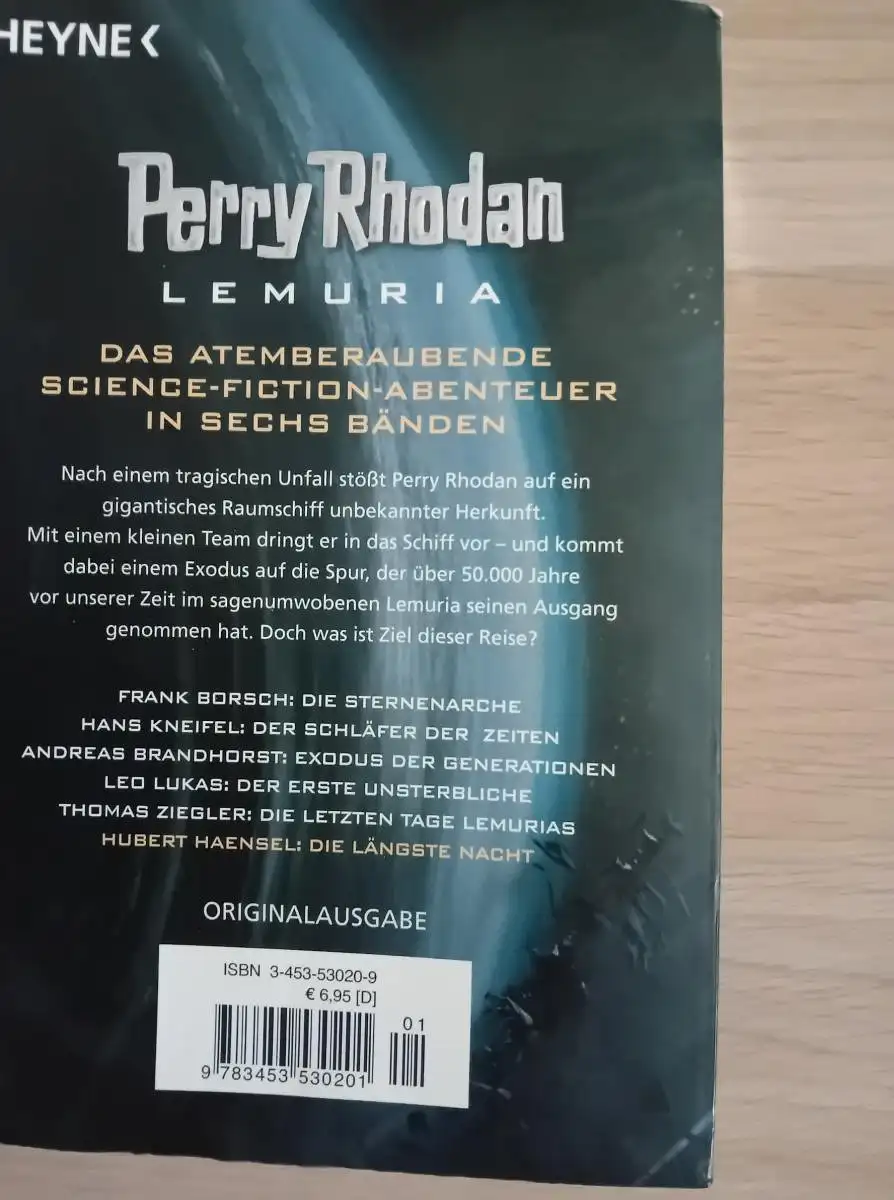 HEYNE <
Perry Rhodan
LEMURIA
DAS ATEMBERAUBENDE
SCIENCE-FICTION-ABENTEUER
IN SECHS BÄNDEN
Nach einem tragischen Unfall stößt Perry Rhodan auf ein
gigantisches Raumschiff unbekannter Herkunft.
Mit einem kleinen Team dringt er in das Schiff vor – und kommt
dabei einem Exodus auf die Spur, der über 50.000 Jahre
vor unserer Zeit im sagenumwobenen Lemuria seinen Ausgang
genommen hat. Doch was ist Ziel dieser Reise?
FRANK BORSCH: DIE STERNENARCHE
HANS KNEIFEL: DER SCHLÄFER DER ZEITEN
ANDREAS BRANDHORST: EXODUS DER GENERATIONEN
LEO LUKAS: DER ERSTE UNSTERBLICHE
THOMAS ZIEGLER: DIE LETZTEN TAGE LEMURIAS
HUBERT HAENSEL: DIE LÄNGSTE NACHT
ORIGINALAUSGABE
ISBN 3-453-53020-9
€ 6,95 [D]
01
9 783453 530201